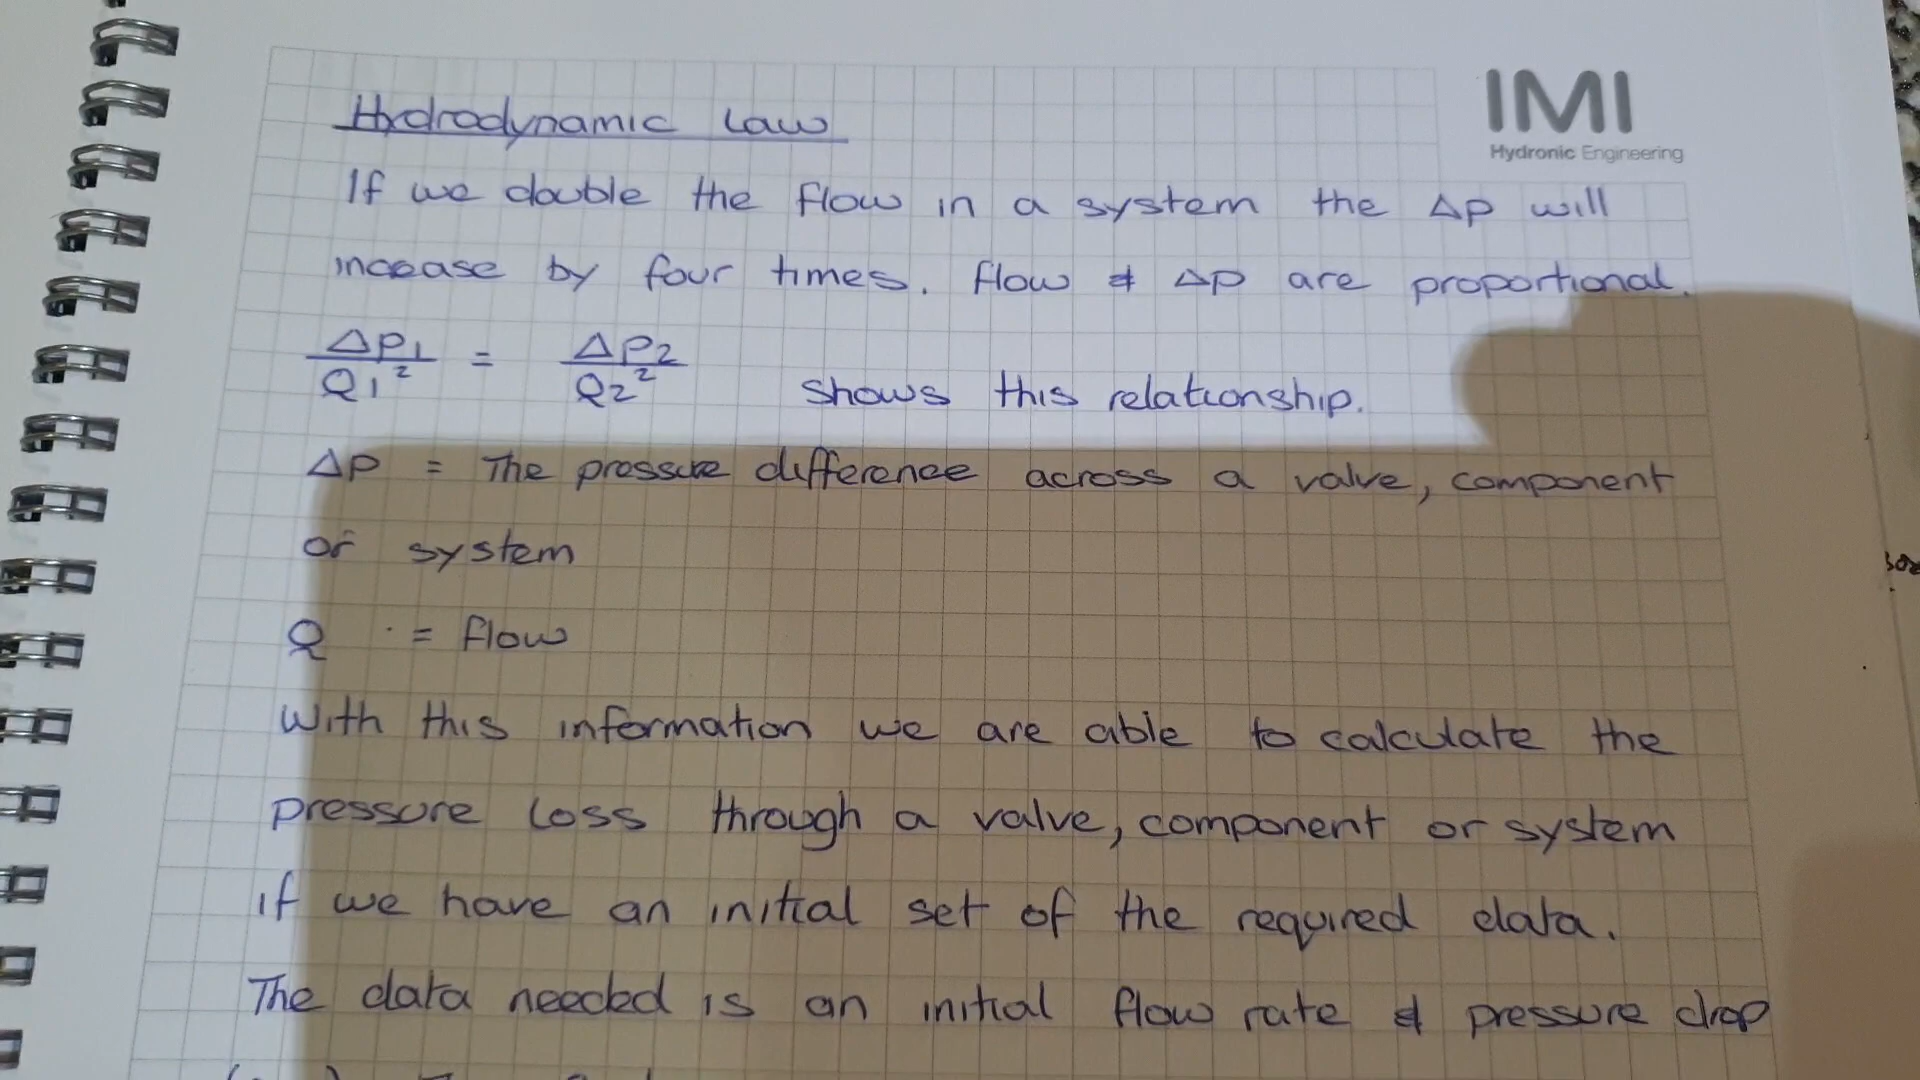 Hydrodynamic Law
IMI
Hydronic Engineering
If we double the flow in a system the ΔP will
increase by four times. Flow & ΔP are proportional.
ΔP1/Q1² = ΔP2/Q2² shows this relationship.
ΔP = The pressure difference across a valve, component
or system
Q = flow
With this information we are able to calculate the
pressure loss through a valve, component or system
if we have an initial set of the required data.
The data needed is an initial flow rate & pressure drop